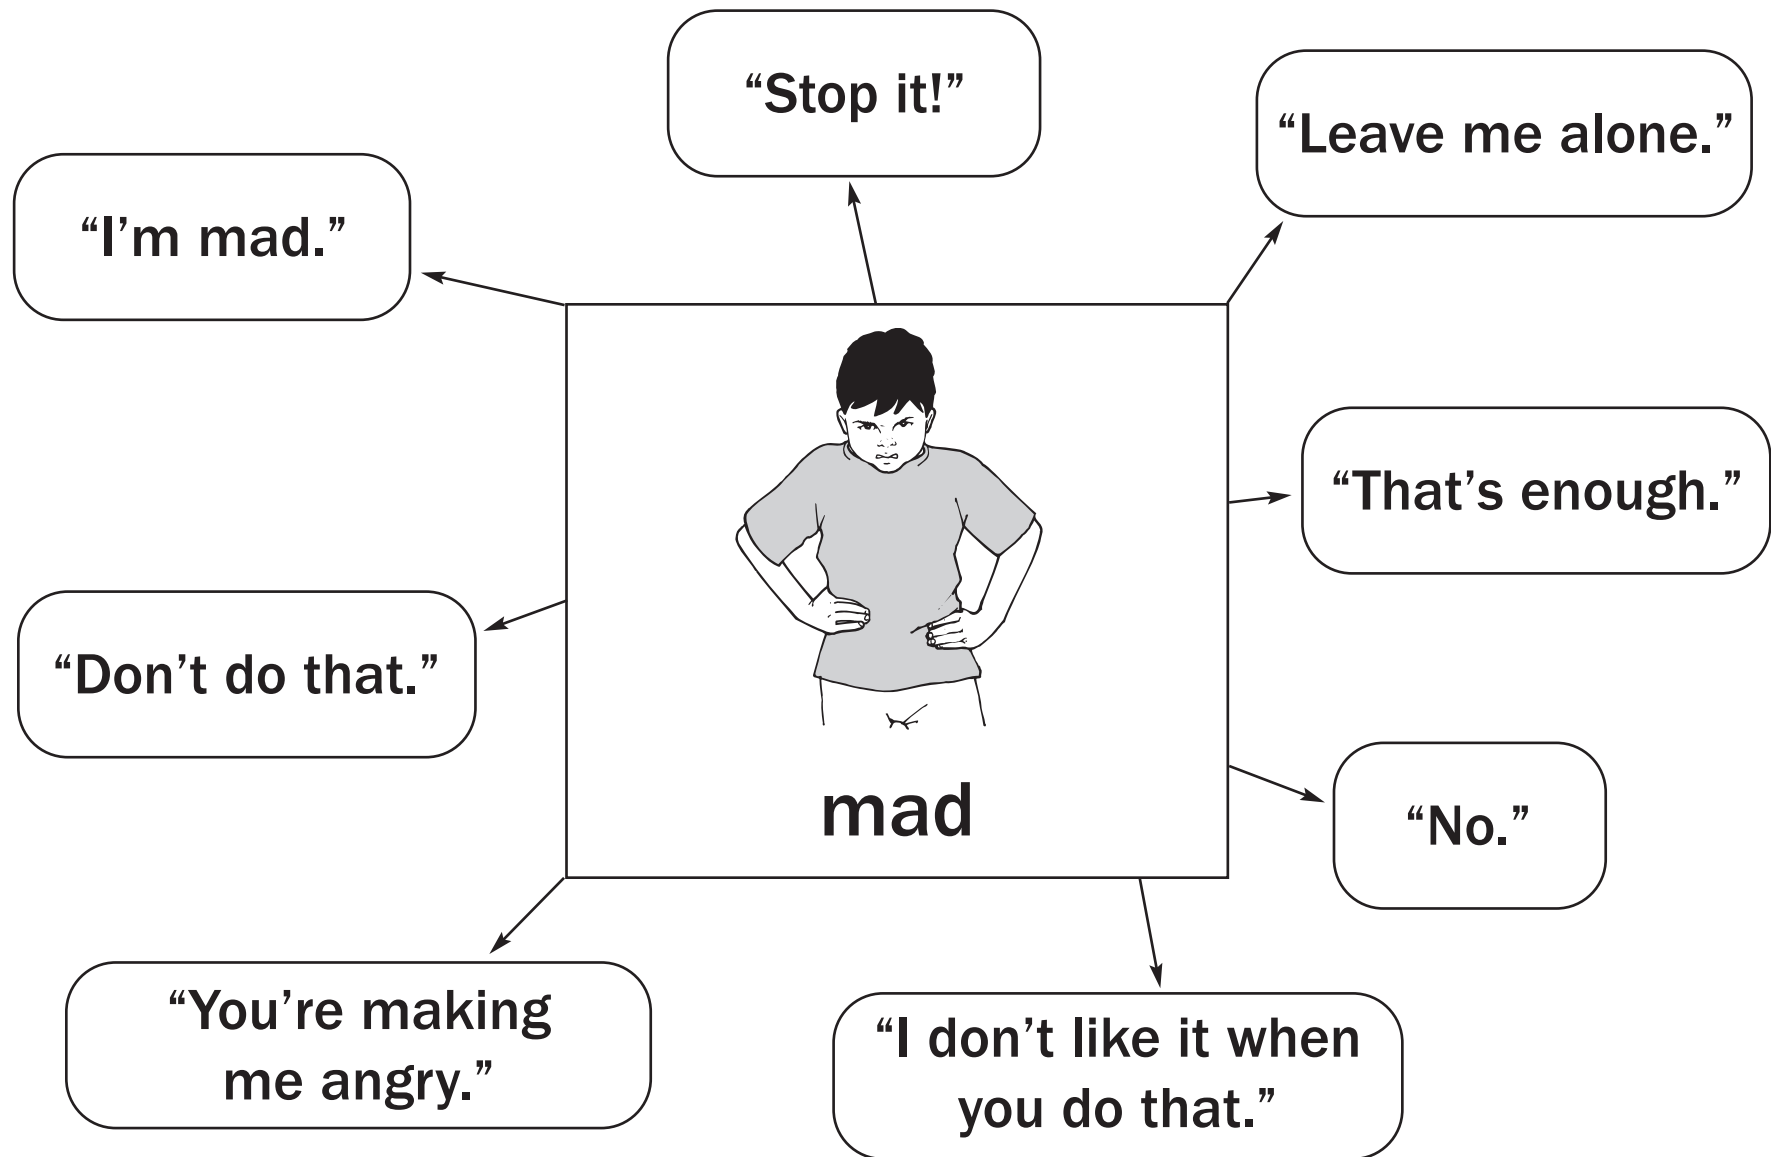 “Stop it!”
“Leave me alone.”
“I’m mad.”
“That’s enough.”
“Don’t do that.”
mad
“No.”
“You’re making
me angry.”
“I don’t like it when
you do that.”